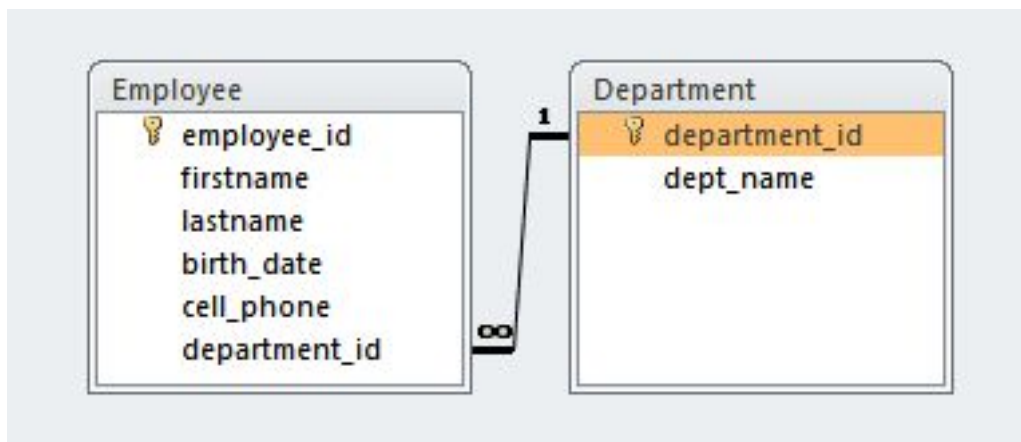 Employee
employee_id
firstname
lastname
birth_date
cell_phone
department_id
∞
1
Department
department_id
dept_name